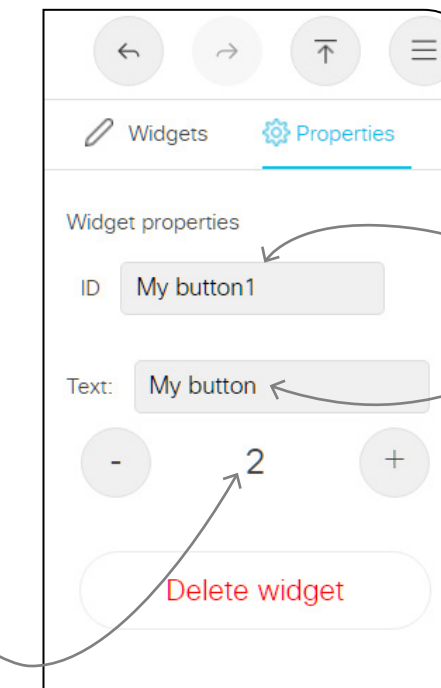 Widgets Properties
Widget properties
ID My button1
Text: My button
- 2 +
Delete widget